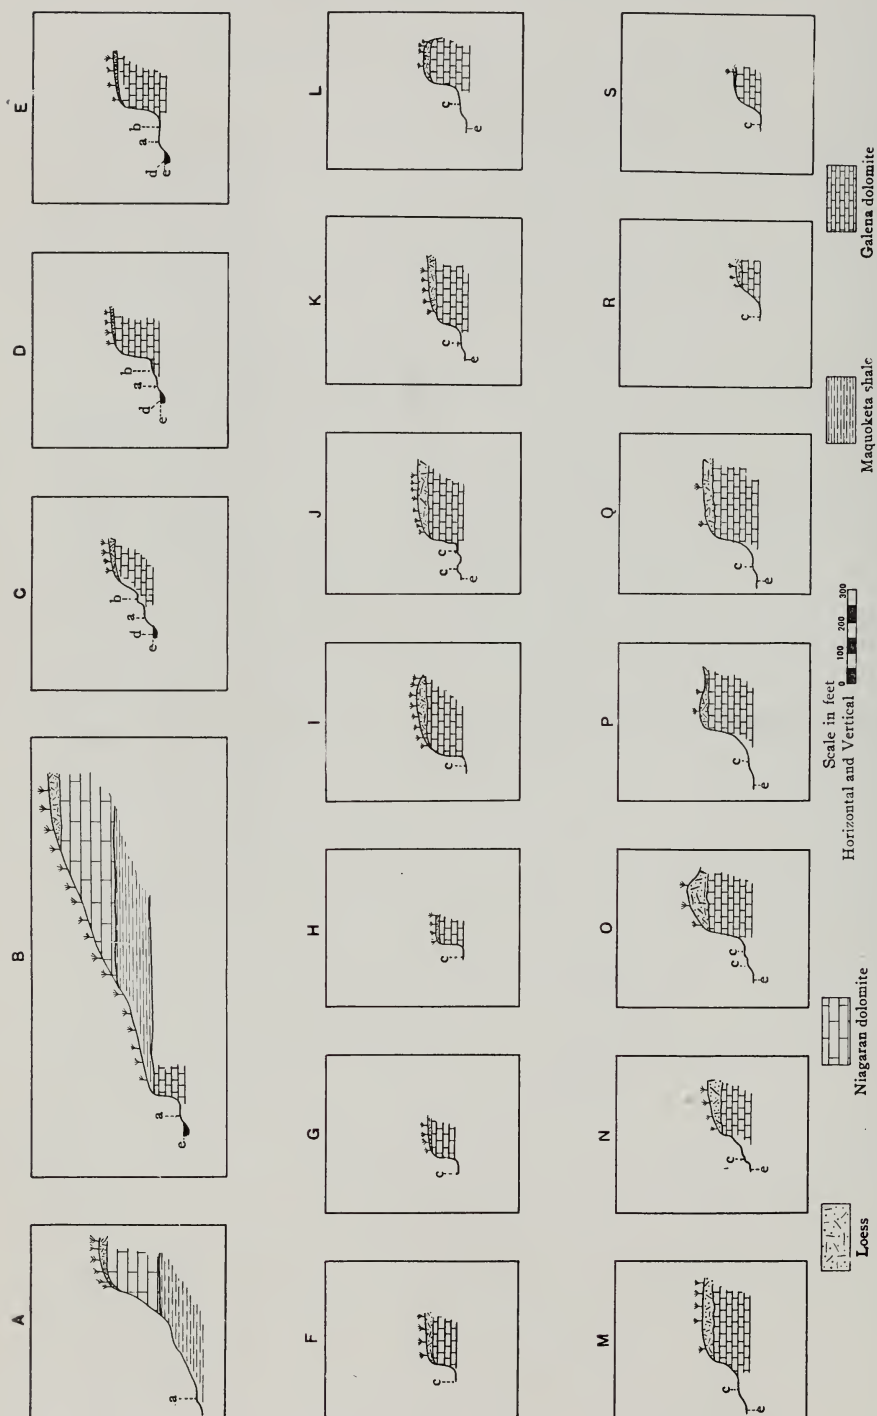 A B C D E
a
e a
e d a b
e d a b
e d a b
F G H I J K L
c
c
c
c
e c c
e c
e c
M N O P Q R S
e c
e c
e c c
e c
e c
c
c
Scale in feet
0 100 200 300
Horizontal and Vertical
Loess
Niagaran dolomite
Maquoketa shale
Galena dolomite